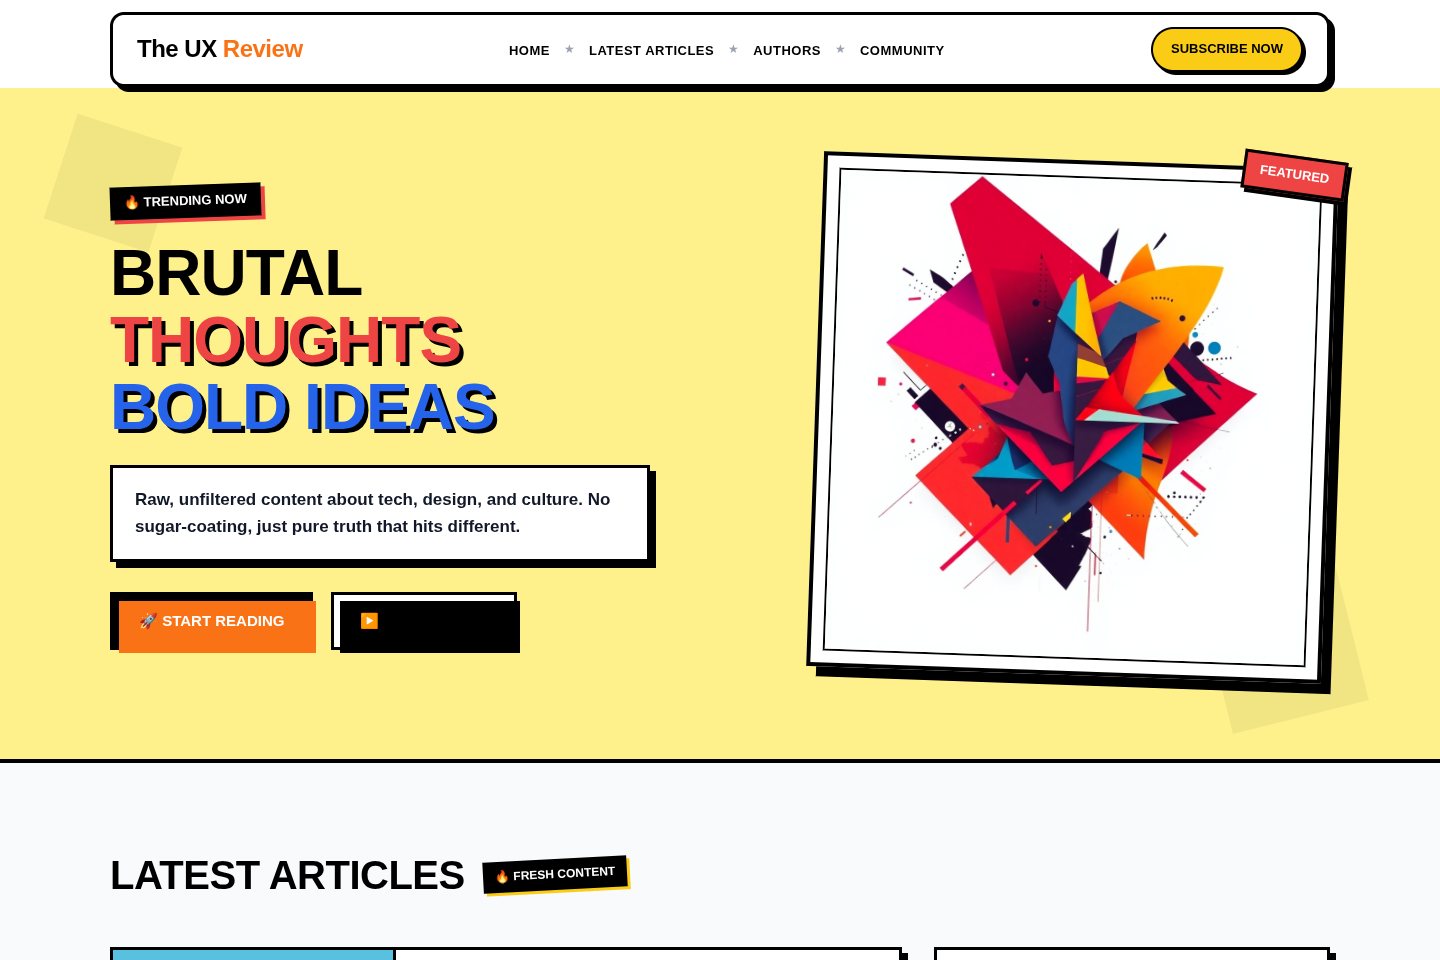 The UX Review
HOME ★ LATEST ARTICLES ★ AUTHORS ★ COMMUNITY
SUBSCRIBE NOW
FEATURED
🔥 TRENDING NOW
BRUTAL
THOUGHTS
BOLD IDEAS
Raw, unfiltered content about tech, design, and culture. No
sugar-coating, just pure truth that hits different.
🚀 START READING
▶️
LATEST ARTICLES
🔥 FRESH CONTENT